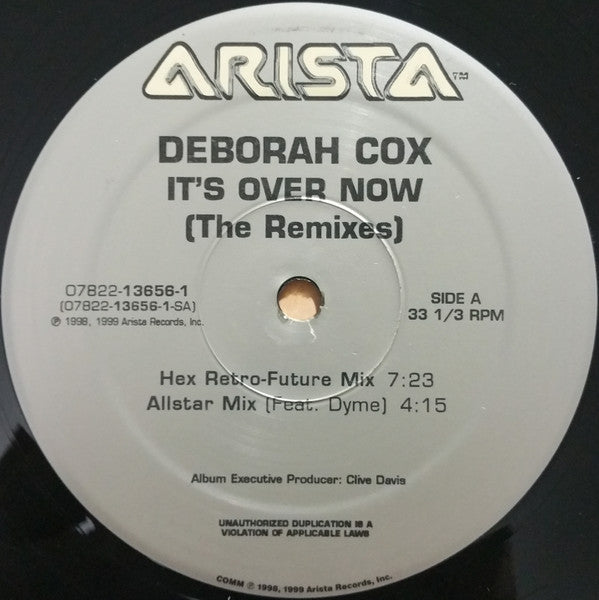 ARISTA™
DEBORAH COX
IT'S OVER NOW
(The Remixes)
07822-13656-1
(07822-13656-1-SA)
℗ 1998, 1999 Arista Records, Inc.
SIDE A
33 1/3 RPM
Hex Retro-Future Mix 7:23
Allstar Mix (Feat. Dyme) 4:15
Album Executive Producer: Clive Davis
UNAUTHORIZED DUPLICATION IS A
VIOLATION OF APPLICABLE LAWS
COMM ℗ 1998, 1999 Arista Records, Inc.